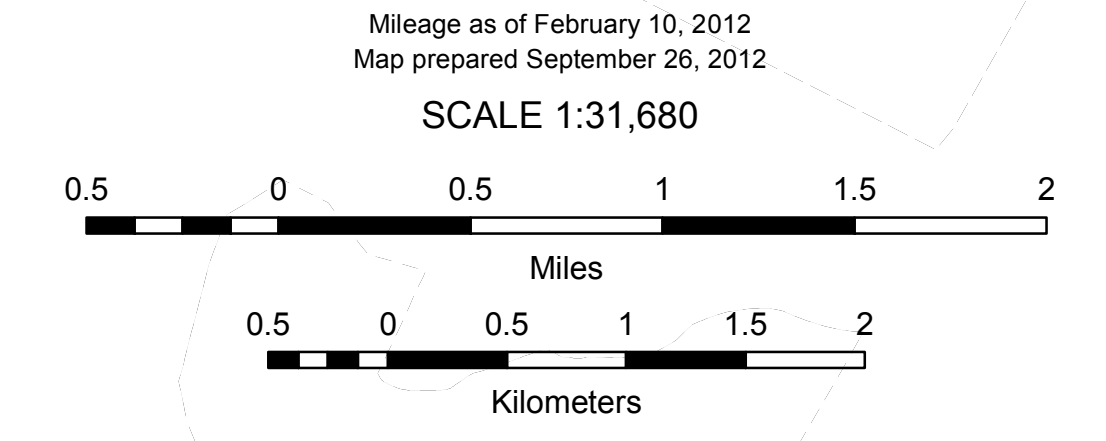 Mileage as of February 10, 2012
Map prepared September 26, 2012
SCALE 1:31,680
0.5 0 0.5 1 1.5 2
Miles
0.5 0 0.5 1 1.5 2
Kilometers